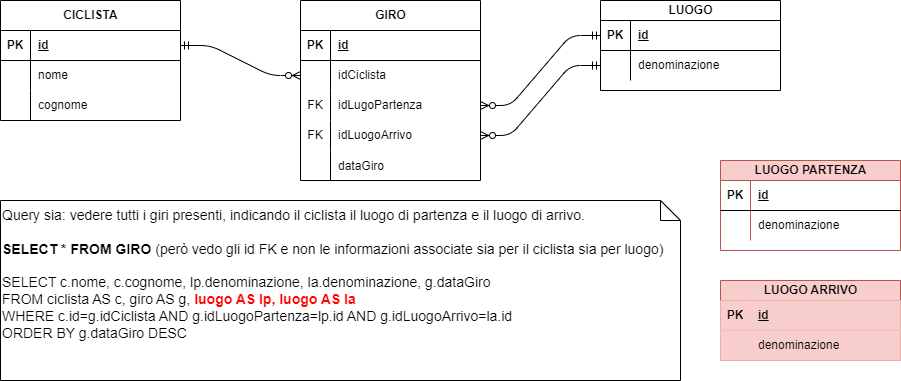 CICLISTA
PK id
nome
cognome
GIRO
PK id
idCiclista
FK idLugoPartenza
FK idLuogoArrivo
dataGiro
LUOGO
PK id
denominazione
LUOGO PARTENZA
PK id
denominazione
LUOGO ARRIVO
PK id
denominazione
Query sia: vedere tutti i giri presenti, indicando il ciclista il luogo di partenza e il luogo di arrivo.
SELECT * FROM GIRO (però vedo gli id FK e non le informazioni associate sia per il ciclista sia per luogo)
SELECT c.nome, c.cognome, lp.denominazione, la.denominazione, g.dataGiro
FROM ciclista AS c, giro AS g, luogo AS lp, luogo AS la
WHERE c.id=g.idCiclista AND g.idLuogoPartenza=lp.id AND g.idLuogoArrivo=la.id
ORDER BY g.dataGiro DESC